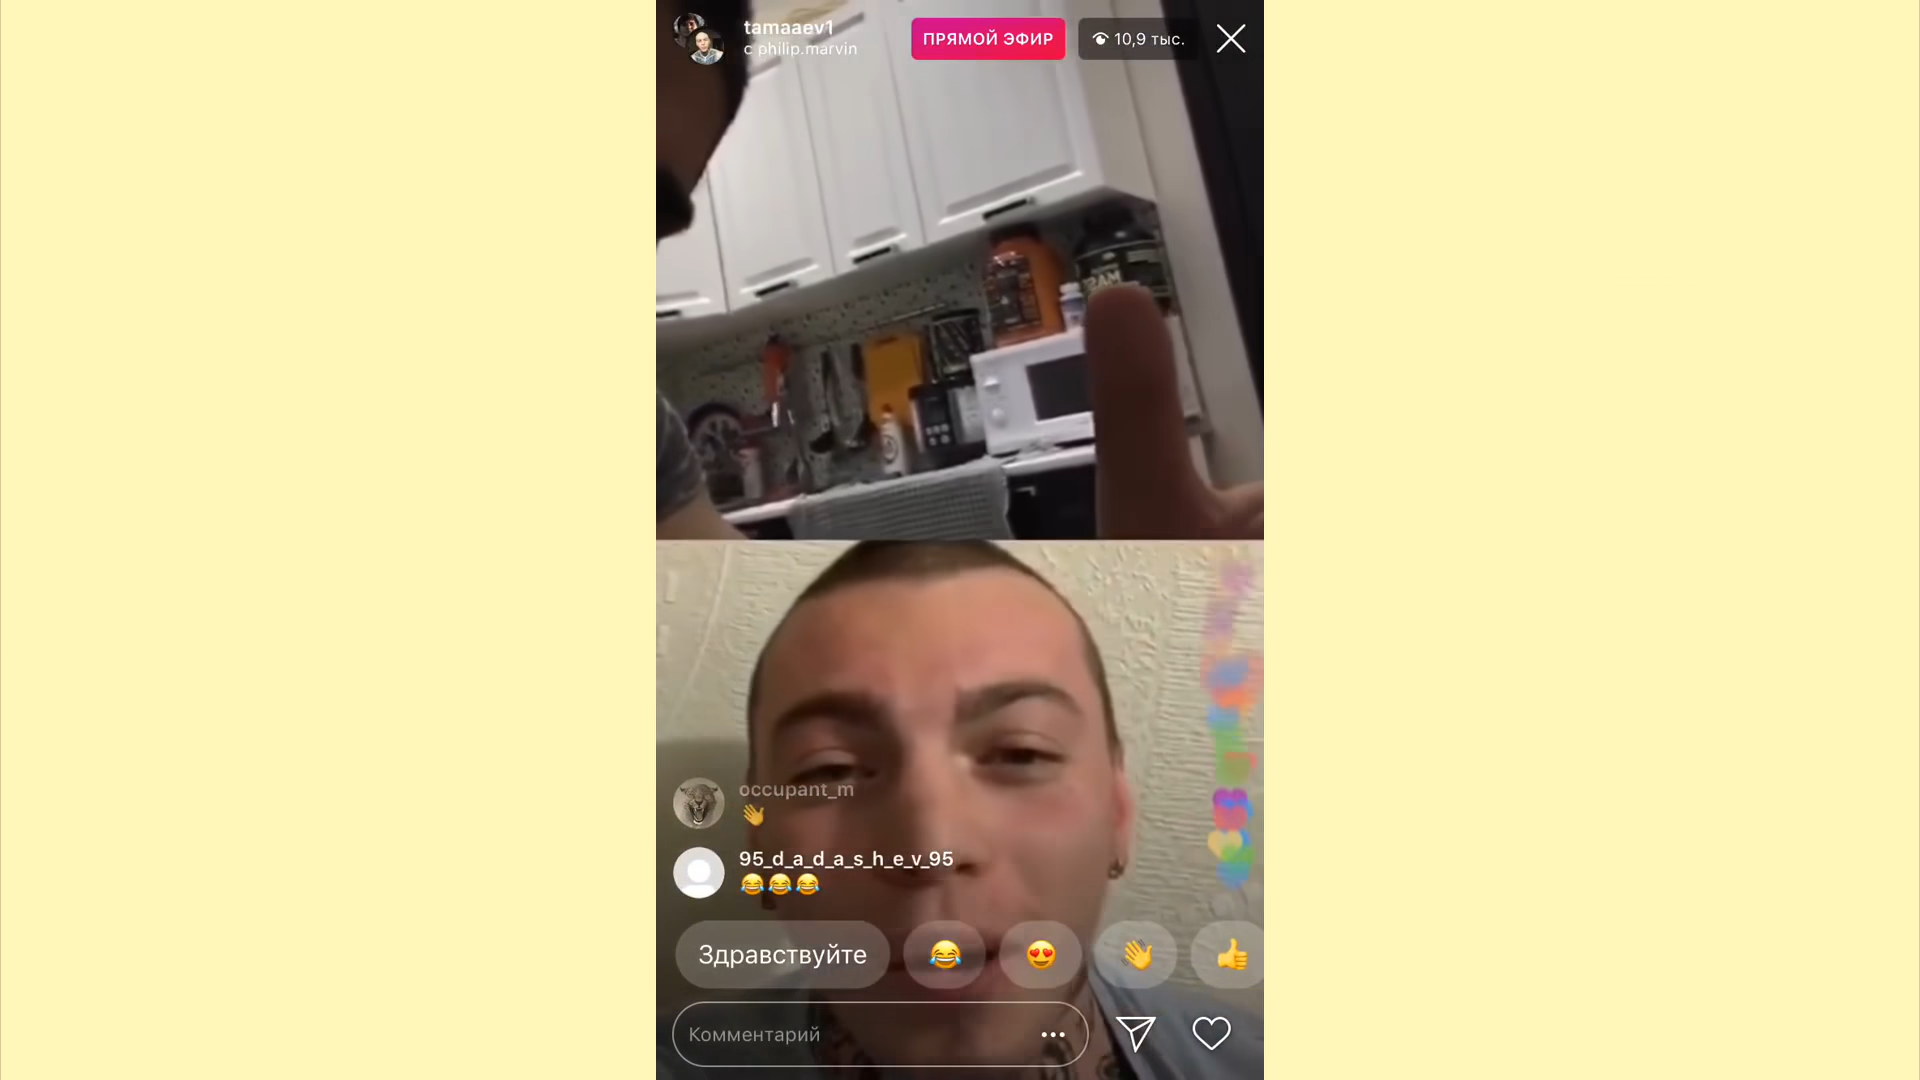 tamaaev1
с philip.marvin
ПРЯМОЙ ЭФИР
10,9 тыс.
occupant_m
👋
95_d_a_d_a_s_h_e_v_95
😂😂😂
Здравствуйте
😂 😍 👋 👍
Комментарий